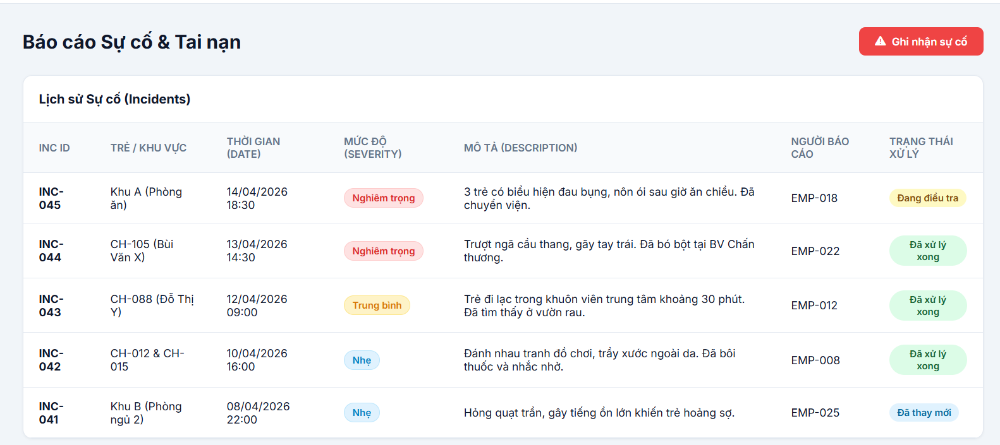 Báo cáo Sự cố & Tai nạn
Ghi nhận sự cố
Lịch sử Sự cố (Incidents)
INC ID
TRẺ / KHU VỰC
THỜI GIAN
(DATE)
MỨC ĐỘ
(SEVERITY)
MÔ TẢ (DESCRIPTION)
NGƯỜI BÁO
CÁO
TRẠNG THÁI
XỬ LÝ
INC-
045
Khu A (Phòng
ăn)
14/04/2026
18:30
Nghiêm trọng
3 trẻ có biểu hiện đau bụng, nôn ói sau giờ ăn chiều. Đã
chuyển viện.
EMP-018
Đang điều tra
INC-
044
CH-105 (Bùi
Văn X)
13/04/2026
14:30
Nghiêm trọng
Trượt ngã cầu thang, gãy tay trái. Đã bó bột tại BV Chấn
thương.
EMP-022
Đã xử lý
xong
INC-
043
CH-088 (Đỗ Thị
Y)
12/04/2026
09:00
Trung bình
Trẻ đi lạc trong khuôn viên trung tâm khoảng 30 phút.
Đã tìm thấy ở vườn rau.
EMP-012
Đã xử lý
xong
INC-
042
CH-012 & CH-
015
10/04/2026
16:00
Nhẹ
Đánh nhau tranh đồ chơi, trầy xước ngoài da. Đã bôi
thuốc và nhắc nhở.
EMP-008
Đã xử lý
xong
INC-
041
Khu B (Phòng
ngủ 2)
08/04/2026
22:00
Nhẹ
Hỏng quạt trần, gây tiếng ồn lớn khiến trẻ hoảng sợ.
EMP-025
Đã thay mới